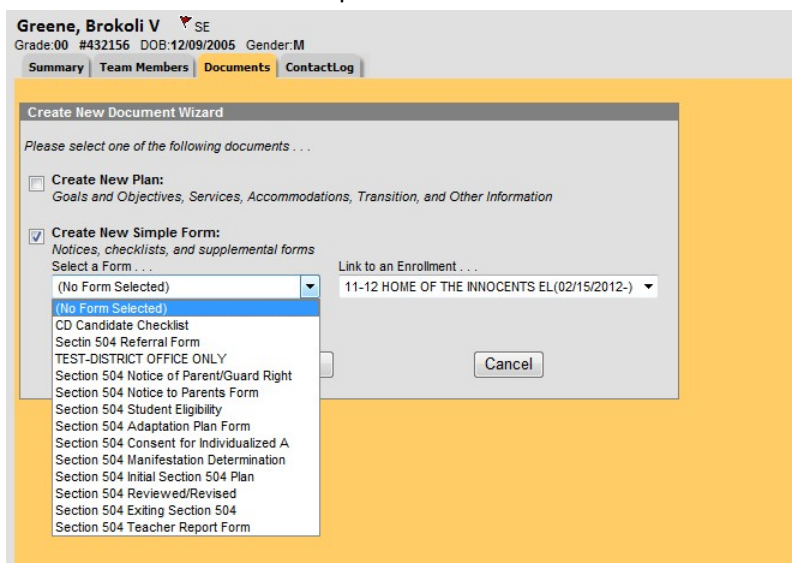 Greene, Brokoli V SE
Grade:00 #432156 DOB:12/09/2005 Gender:M
Summary Team Members Documents ContactLog
Create New Document Wizard
Please select one of the following documents . . .
Create New Plan:
Goals and Objectives, Services, Accommodations, Transition, and Other Information
Create New Simple Form:
Notices, checklists, and supplemental forms
Select a Form . . . Link to an Enrollment . . .
(No Form Selected) 11-12 HOME OF THE INNOCENTS EL(02/15/2012-)
(No Form Selected)
CD Candidate Checklist
Sectin 504 Referral Form
TEST-DISTRICT OFFICE ONLY
Section 504 Notice of Parent/Guard Right
Cancel
Section 504 Notice to Parents Form
Section 504 Student Eligibility
Section 504 Adaptation Plan Form
Section 504 Consent for Individualized A
Section 504 Manifestation Determination
Section 504 Initial Section 504 Plan
Section 504 Reviewed/Revised
Section 504 Exiting Section 504
Section 504 Teacher Report Form